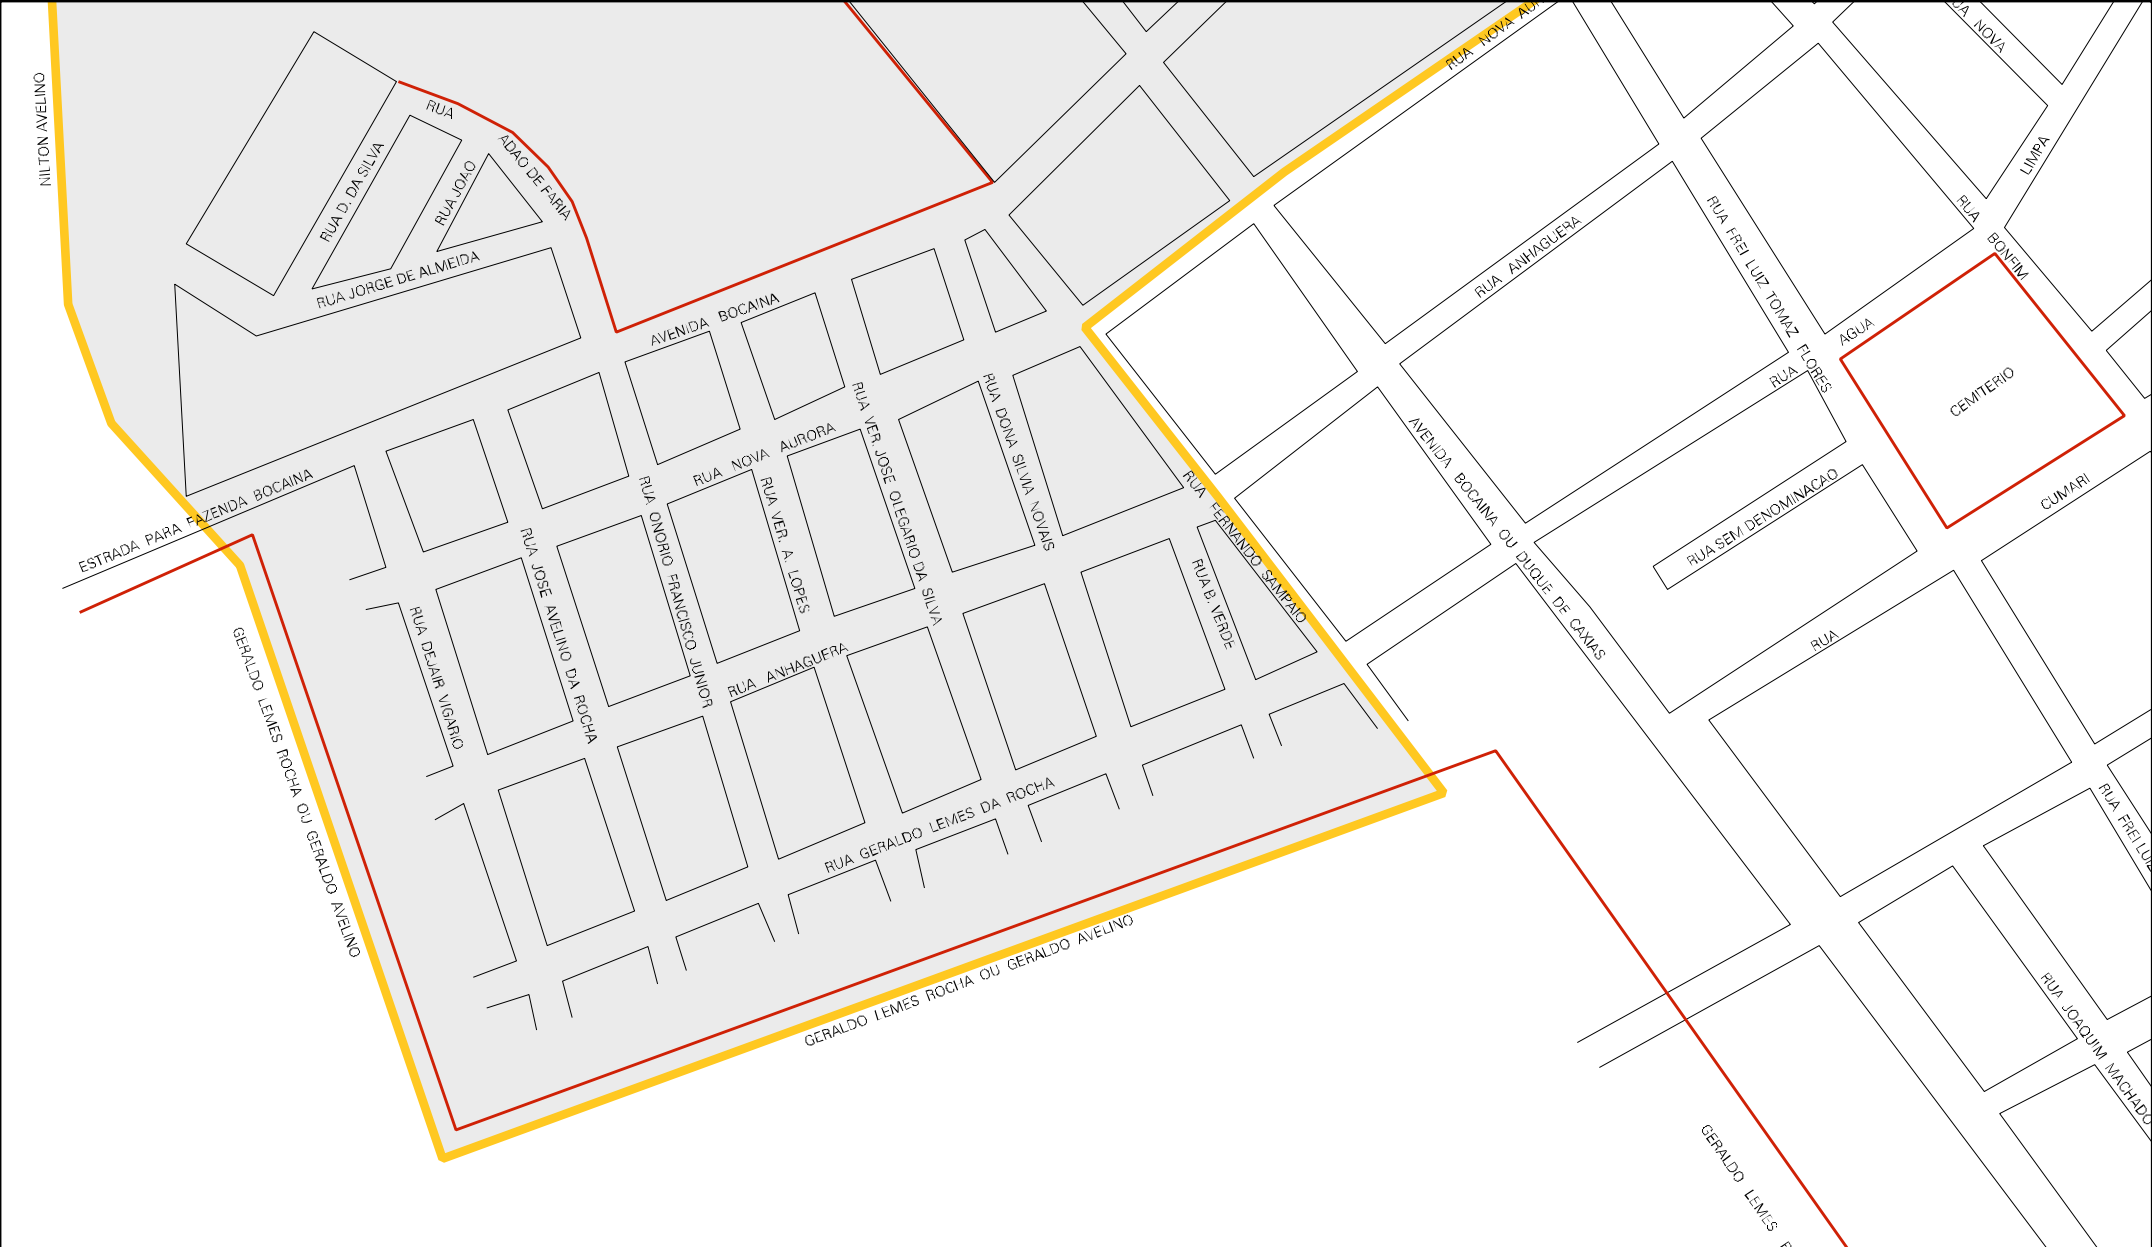 RUA NOVA
NILTON AVELINO
RUA
ADAO DE FARIA
RUA D. DA SILVA
RUA JOAO
RUA JORGE DE ALMEIDA
RUA NOVA
LIMPA
RUA
BONFIM
RUA ANHAGUERA
RUA FREI LUIZ TOMAZ FLORES
AGUA
RUA
CEMITERIO
AVENIDA BOCAINA
RUA NOVA AURORA
RUA VER. JOSE OLEGARIO DA SILVA
RUA DONA SILVIA NOVAIS
AVENIDA BOCAINA OU DUQUE DE CAXIAS
RUA SEM DENOMINACAO
CUMARI
RUA
ESTRADA PARA FAZENDA BOCAINA
RUA ONORIO FRANCISCO JUNIOR
RUA VER. A. LOPES
RUA FERNANDO SAMPAIO
RUA B. VERDE
RUA JOSE AVELINO DA ROCHA
RUA DEJAIR VIGARIO
RUA ANHAGUERA
GERALDO LEMES ROCHA OU GERALDO AVELINO
RUA GERALDO LEMES DA ROCHA
RUA FREI LUIZ
GERALDO LEMES ROCHA OU GERALDO AVELINO
RUA JOAQUIM MACHADO
GERALDO LEMES